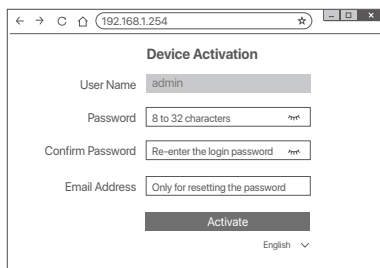 192.168.1.254
Device Activation
User Name admin
Password 8 to 32 characters
Confirm Password Re-enter the login password
Email Address Only for resetting the password
Activate
English